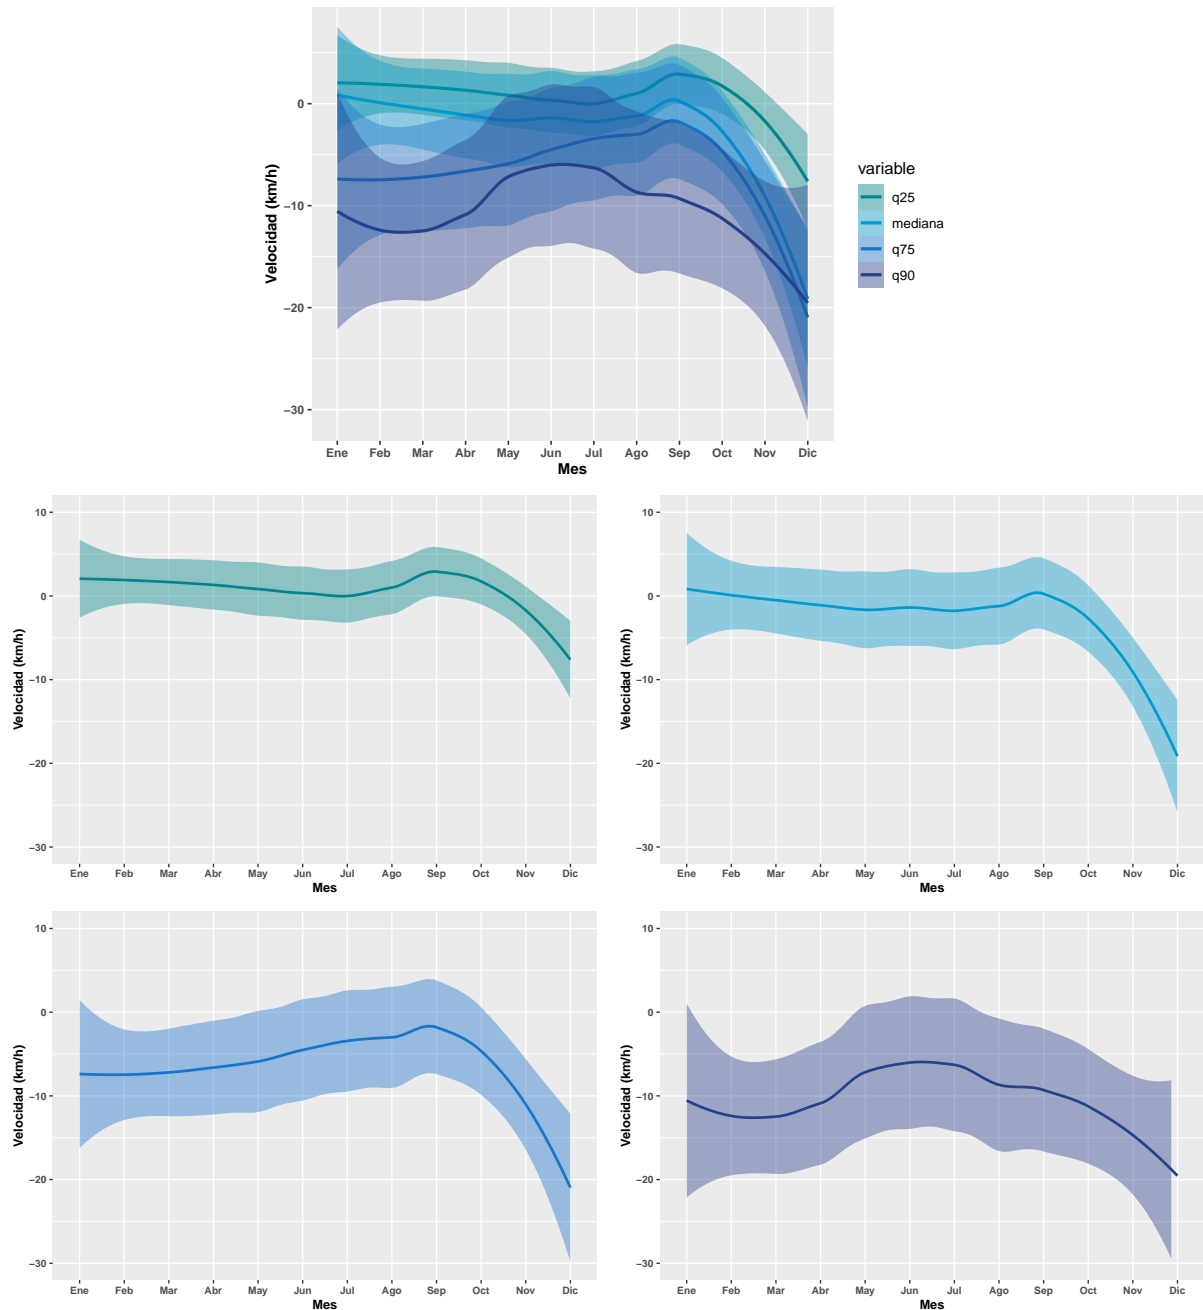 0
−10
−20
−30
Velocidad (km/h)
Ene Feb Mar Abr May Jun Jul Ago Sep Oct Nov Dic
Mes
variable
q25
mediana
q75
q90
10
0
−10
−20
−30
Velocidad (km/h)
Ene Feb Mar Abr May Jun Jul Ago Sep Oct Nov Dic
Mes
10
0
−10
−20
−30
Velocidad (km/h)
Ene Feb Mar Abr May Jun Jul Ago Sep Oct Nov Dic
Mes
10
0
−10
−20
−30
Velocidad (km/h)
Ene Feb Mar Abr May Jun Jul Ago Sep Oct Nov Dic
Mes
10
0
−10
−20
−30
Velocidad (km/h)
Ene Feb Mar Abr May Jun Jul Ago Sep Oct Nov Dic
Mes